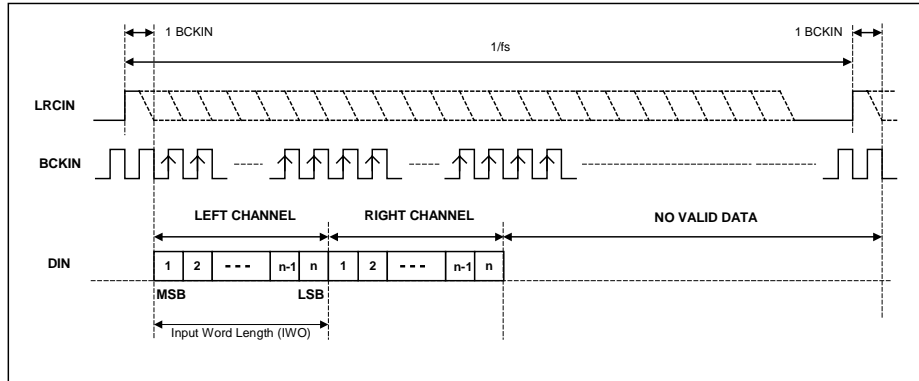 1 BCKIN 1 BCKIN
1/fs
LRCIN
BCKIN
LEFT CHANNEL RIGHT CHANNEL NO VALID DATA
DIN 1 2 n-1 n 1 2 n-1 n
MSB LSB
Input Word Length (IWO)